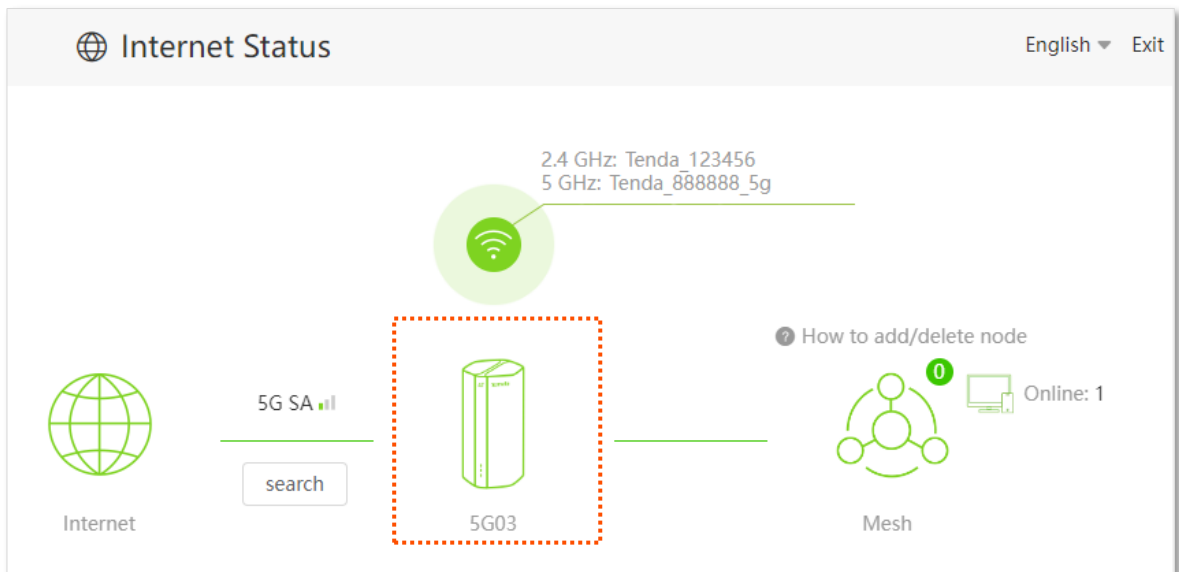 Internet Status
English Exit
2.4 GHz: Tenda_123456
5 GHz: Tenda_888888_5g
? How to add/delete node
0
5G SA
Online: 1
search
Internet
5G03
Mesh